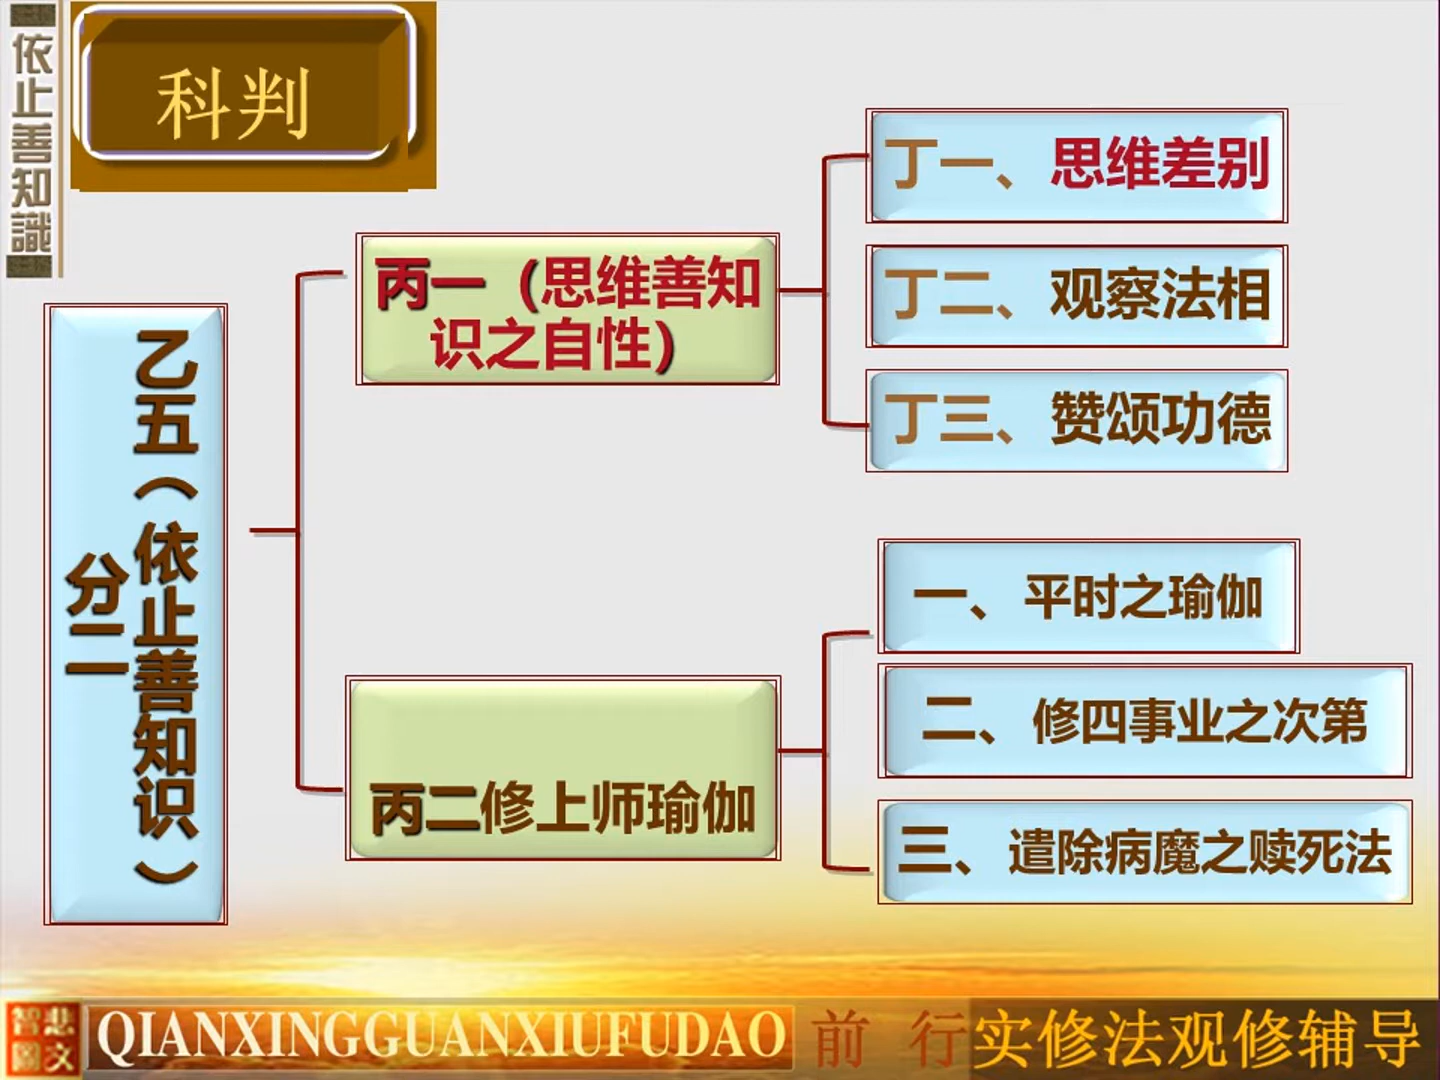 依止善知識
科判
乙五（依止善知识）
分二
丙一（思维善知
识之自性）
丁一、思维差别
丁二、观察法相
丁三、赞颂功德
丙二修上师瑜伽
一、平时之瑜伽
二、修四事业之次第
三、遣除病魔之赎死法
智悲
圖文
QIANXINGGUANXIUFUDAO 前 行 实修法观修辅导